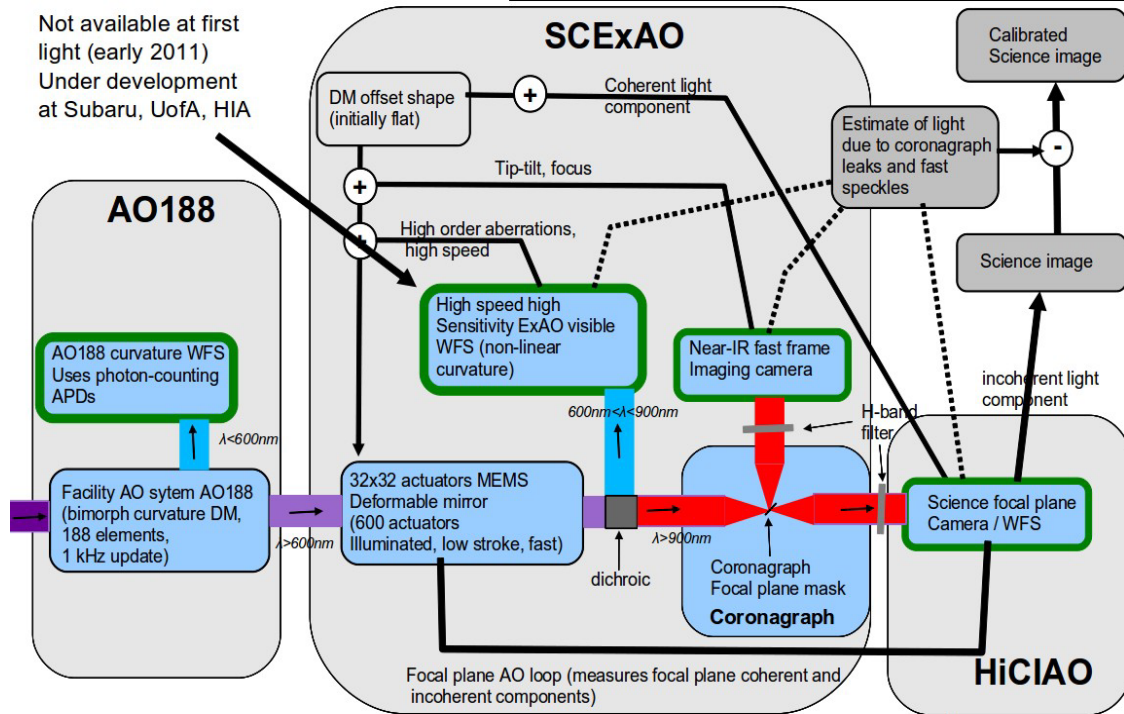 Not available at first
light (early 2011)
Under development
at Subaru, UofA, HIA
SCExAO
DM offset shape
(initially flat)
+
Coherent light
component
Calibrated
Science image
Estimate of light
due to coronagraph
leaks and fast
speckles
-
+
Tip-tilt, focus
+
High order aberrations,
high speed
Science image
AO188
AO188 curvature WFS
Uses photon-counting
APDs
High speed high
Sensitivity ExAO visible
WFS (non-linear
curvature)
Near-IR fast frame
Imaging camera
incoherent light
component
λ<600nm
600nm<λ<900nm
H-band
filter
Facility AO sytem AO188
(bimorph curvature DM,
188 elements,
1 kHz update)
λ>600nm
32x32 actuators MEMS
Deformable mirror
(600 actuators
Illuminated, low stroke, fast)
dichroic
λ>900nm
Coronagraph
Focal plane mask
Coronagraph
Science focal plane
Camera / WFS
Focal plane AO loop (measures focal plane coherent and
incoherent components)
HiCIAO